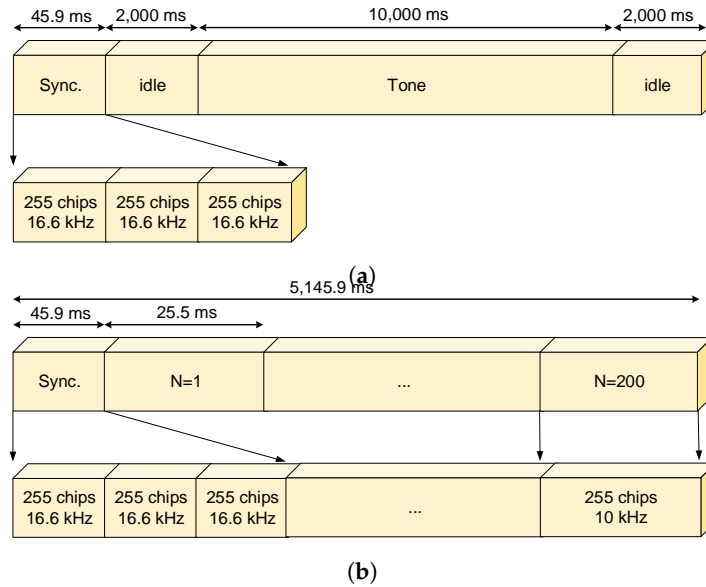 45.9 ms 2,000 ms 10,000 ms 2,000 ms
Sync. idle Tone idle
255 chips 255 chips 255 chips
16.6 kHz 16.6 kHz 16.6 kHz
(a)
5,145.9 ms
45.9 ms 25.5 ms
Sync. N=1 ... N=200
255 chips 255 chips 255 chips ... 255 chips
16.6 kHz 16.6 kHz 16.6 kHz 10 kHz
(b)